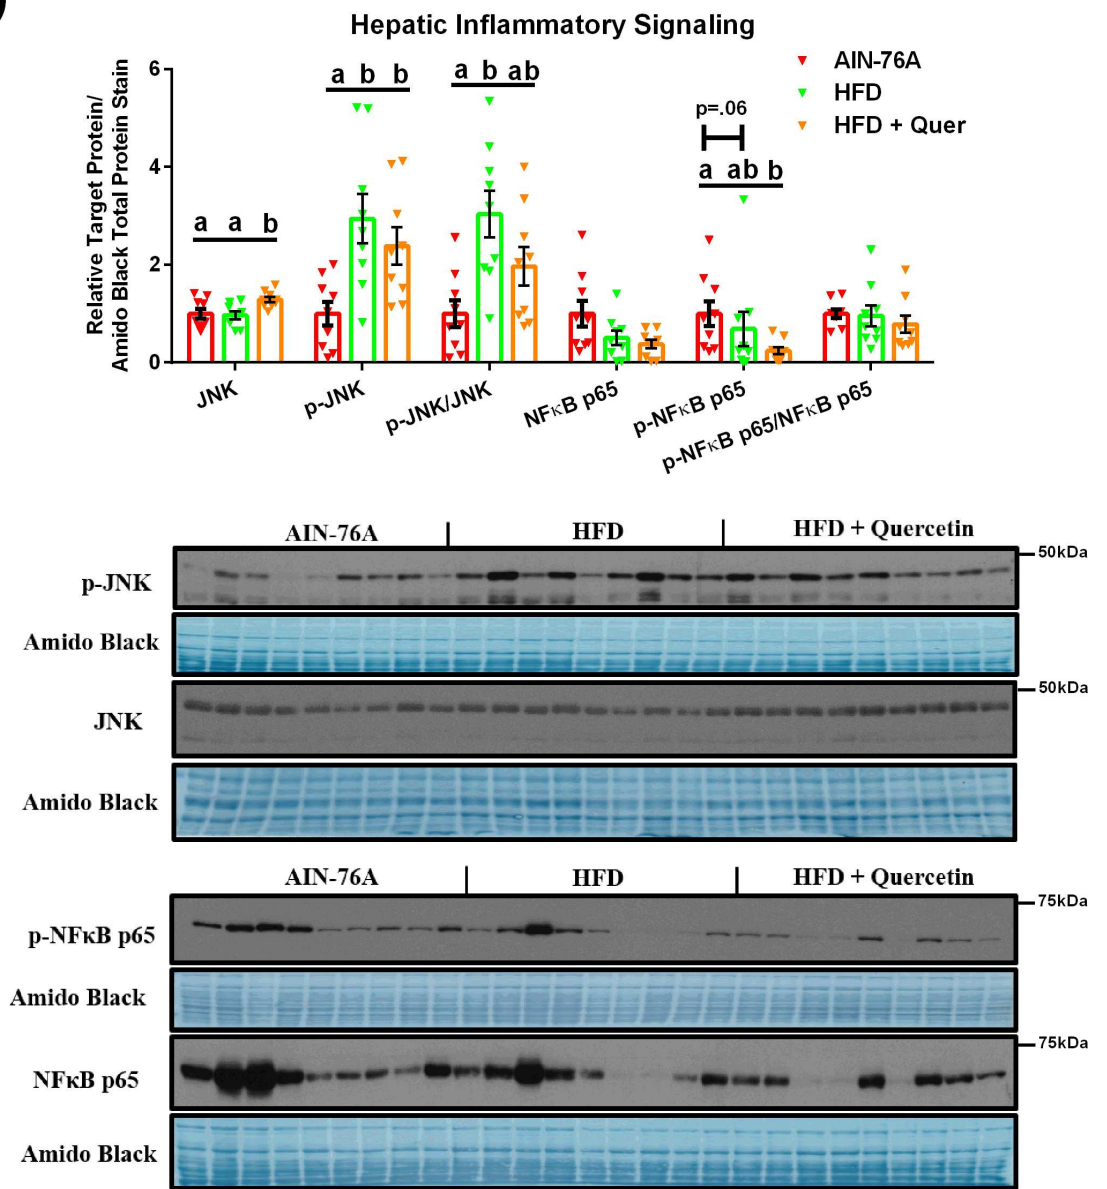 )
Hepatic Inflammatory Signaling
Relative Target Protein/
Amido Black Total Protein Stain
6
4
2
0
a a b
a b b
a b ab
p=.06
a ab b
AIN-76A
HFD
HFD + Quer
JNK
p-JNK
p-JNK/JNK
NFκB p65
p-NFκB p65
p-NFκB p65/NFκB p65
AIN-76A | HFD | HFD + Quercetin
p-JNK
50kDa
Amido Black
JNK
50kDa
Amido Black
AIN-76A | HFD | HFD + Quercetin
p-NFκB p65
75kDa
Amido Black
NFκB p65
75kDa
Amido Black